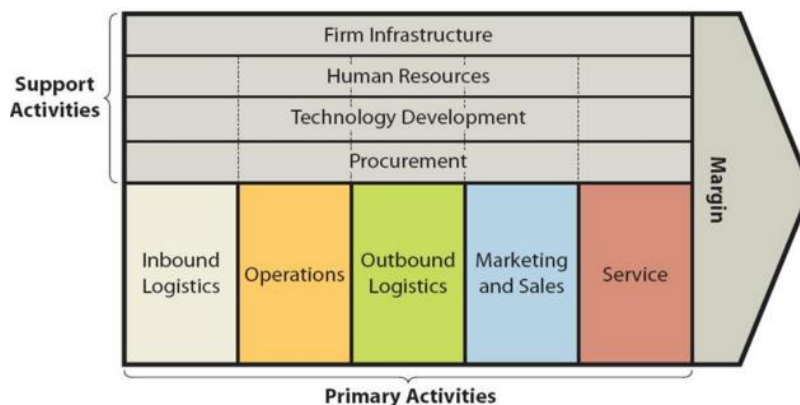 Support
Activities
Firm Infrastructure
Human Resources
Technology Development
Procurement
Inbound
Logistics
Operations
Outbound
Logistics
Marketing
and Sales
Service
Margin
Primary Activities